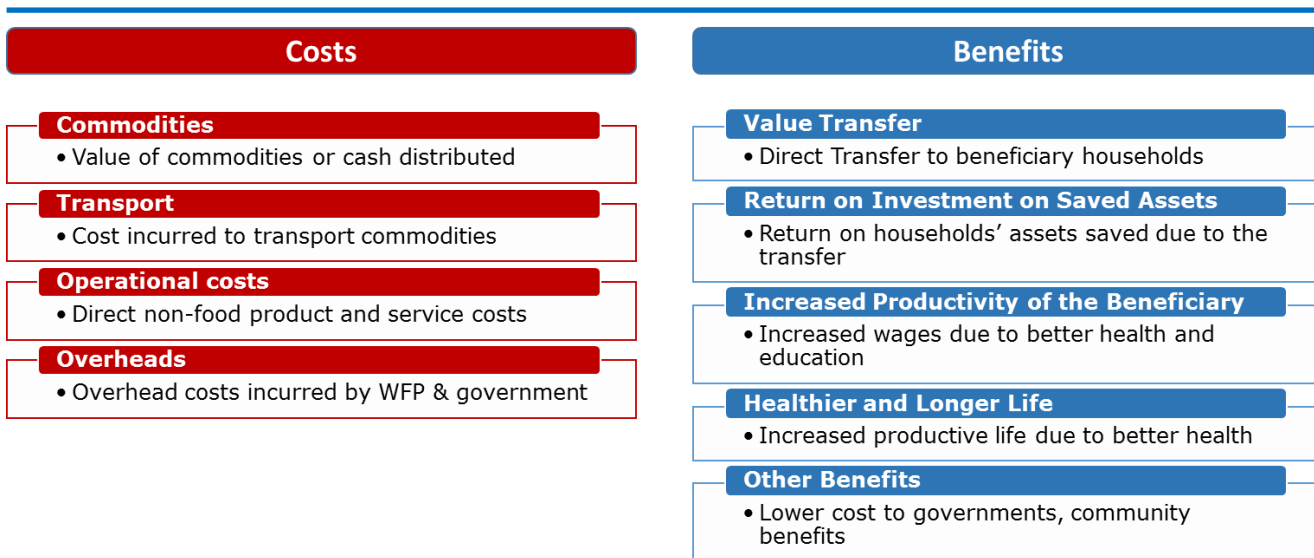 Costs
Commodities
• Value of commodities or cash distributed
Transport
• Cost incurred to transport commodities
Operational costs
• Direct non-food product and service costs
Overheads
• Overhead costs incurred by WFP & government
Benefits
Value Transfer
• Direct Transfer to beneficiary households
Return on Investment on Saved Assets
• Return on households’ assets saved due to the
transfer
Increased Productivity of the Beneficiary
• Increased wages due to better health and
education
Healthier and Longer Life
• Increased productive life due to better health
Other Benefits
• Lower cost to governments, community
benefits